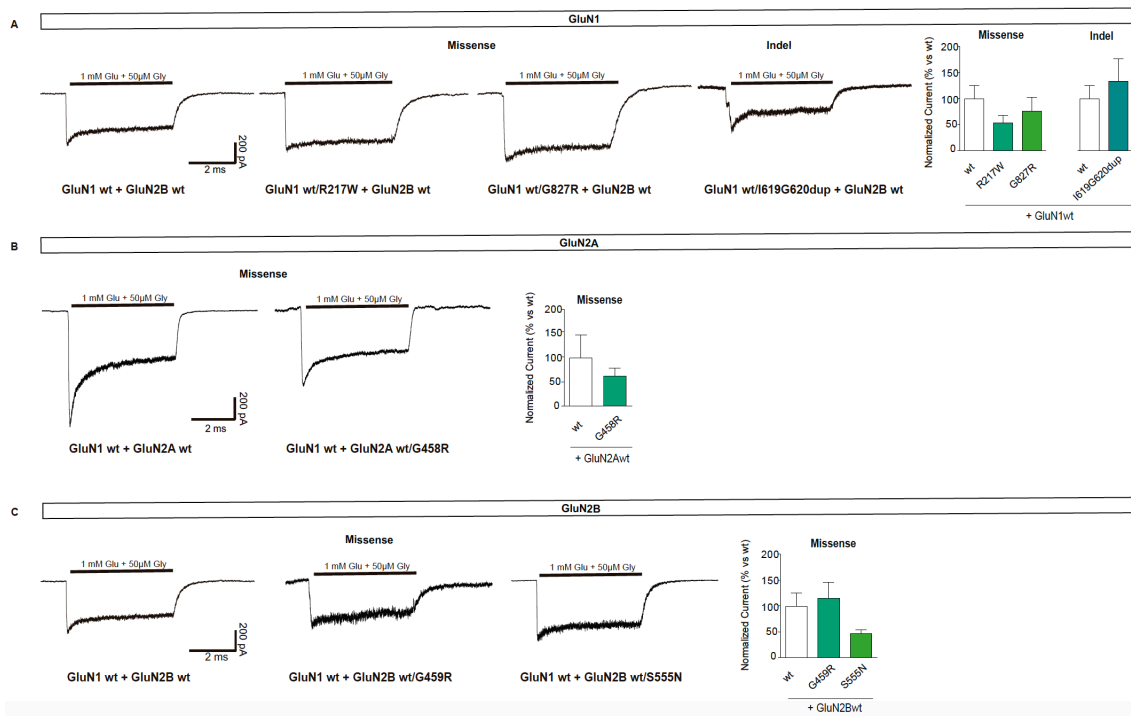 A
GluN1
Missense
Indel
1 mM Glu + 50µM Gly
1 mM Glu + 50µM Gly
1 mM Glu + 50µM Gly
1 mM Glu + 50µM Gly
200 pA
2 ms
GluN1 wt + GluN2B wt
GluN1 wt/R217W + GluN2B wt
GluN1 wt/G827R + GluN2B wt
GluN1 wt/I619G620dup + GluN2B wt
Missense
Indel
Normalized Current (% vs wt)
200
150
100
50
0
wt
R217W
G827R
wt
I619G620dup
+ GluN1wt
B
GluN2A
Missense
1 mM Glu + 50µM Gly
1 mM Glu + 50µM Gly
200 pA
2 ms
GluN1 wt + GluN2A wt
GluN1 wt + GluN2A wt/G458R
Missense
Normalized Current (% vs wt)
200
150
100
50
0
wt
G458R
+ GluN2Awt
C
GluN2B
Missense
1 mM Glu + 50µM Gly
1 mM Glu + 50µM Gly
1 mM Glu + 50µM Gly
200 pA
2 ms
GluN1 wt + GluN2B wt
GluN1 wt + GluN2B wt/G459R
GluN1 wt + GluN2B wt/S555N
Missense
Normalized Current (% vs wt)
200
150
100
50
0
wt
G459R
S555N
+ GluN2Bwt